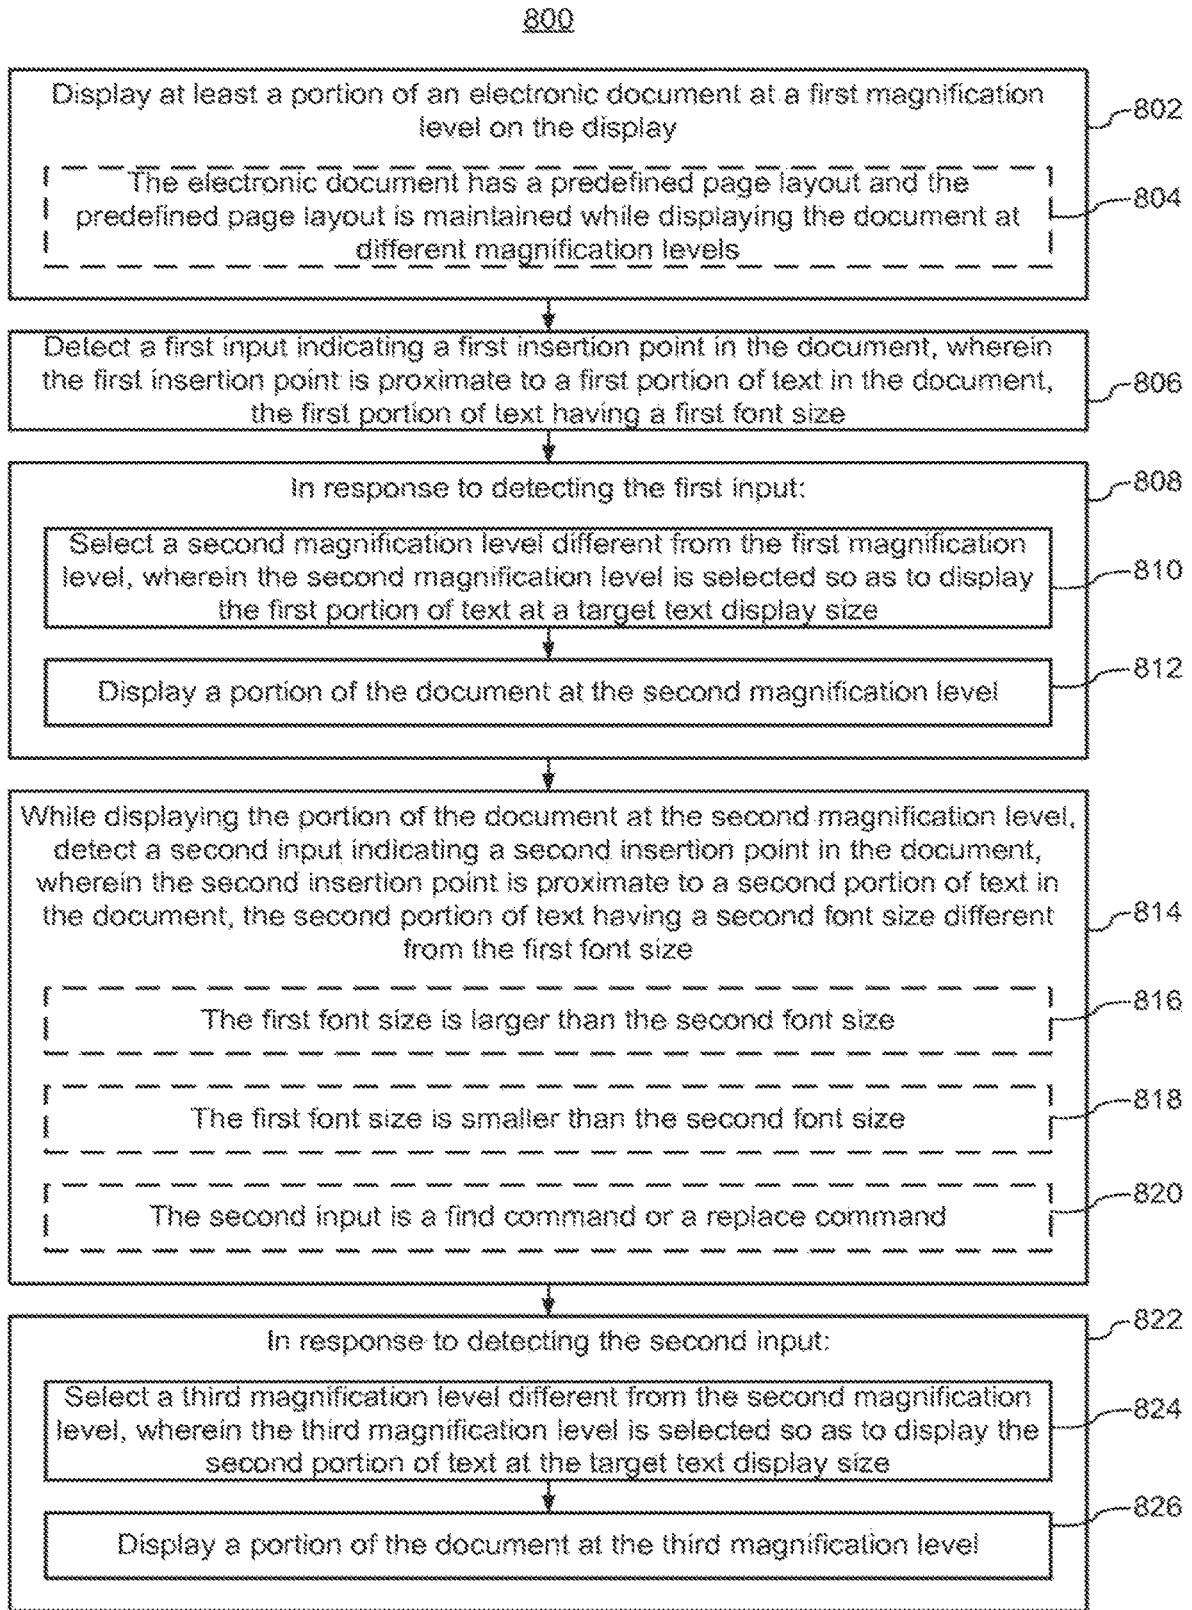 800
Display at least a portion of an electronic document at a first magnification
level on the display
802
The electronic document has a predefined page layout and the
predefined page layout is maintained while displaying the document at
different magnification levels
804
Detect a first input indicating a first insertion point in the document, wherein
the first insertion point is proximate to a first portion of text in the document,
the first portion of text having a first font size
806
In response to detecting the first input:
808
Select a second magnification level different from the first magnification
level, wherein the second magnification level is selected so as to display
the first portion of text at a target text display size
810
Display a portion of the document at the second magnification level
812
While displaying the portion of the document at the second magnification level,
detect a second input indicating a second insertion point in the document,
wherein the second insertion point is proximate to a second portion of text in
the document, the second portion of text having a second font size different
from the first font size
814
The first font size is larger than the second font size
816
The first font size is smaller than the second font size
818
The second input is a find command or a replace command
820
In response to detecting the second input:
822
Select a third magnification level different from the second magnification
level, wherein the third magnification level is selected so as to display the
second portion of text at the target text display size
824
Display a portion of the document at the third magnification level
826